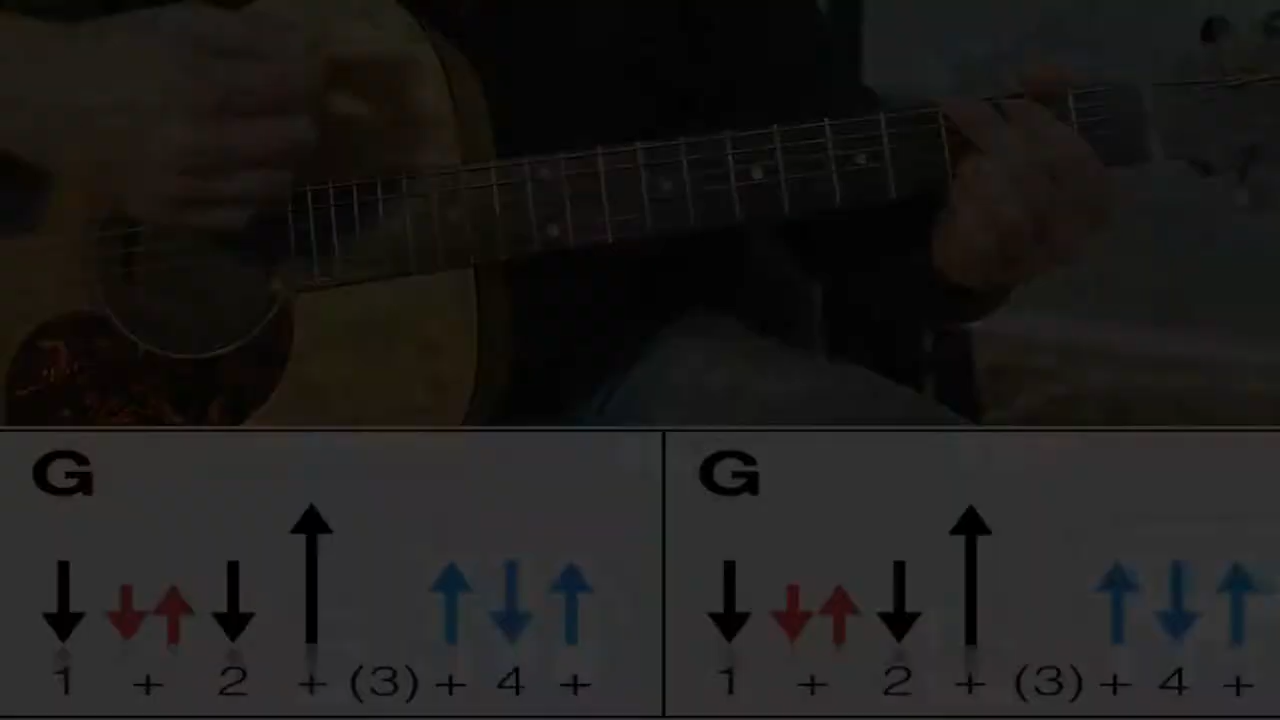 G G
1 + 2 + (3) + 4 + 1 + 2 + (3) + 4 +